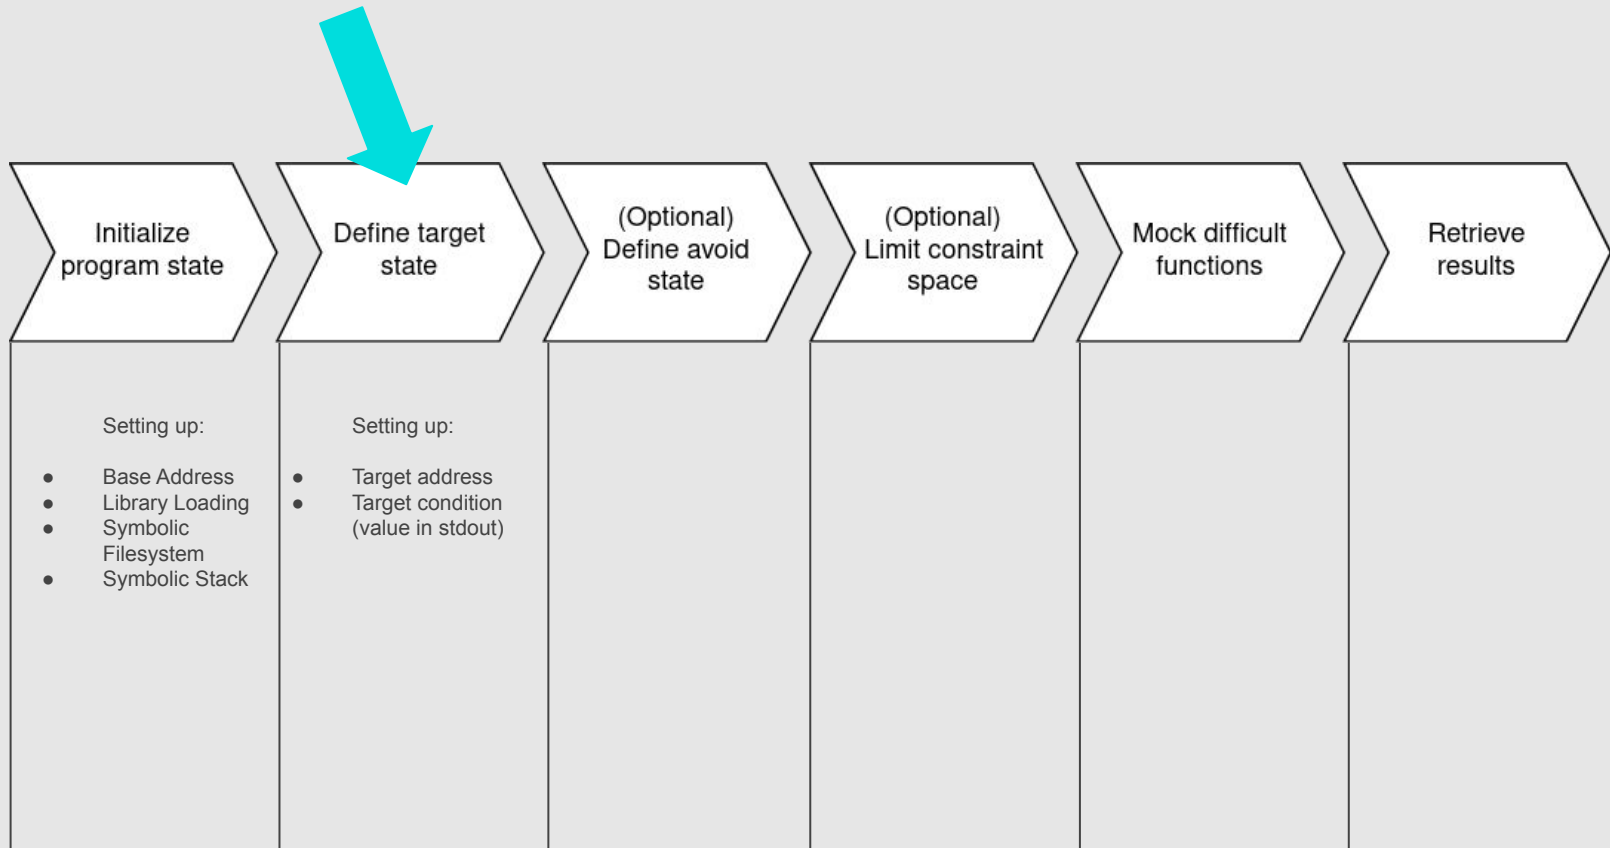 Initialize
program state
Define target
state
(Optional)
Define avoid
state
(Optional)
Limit constraint
space
Mock difficult
functions
Retrieve
results
Setting up:
● Base Address
● Library Loading
● Symbolic
Filesystem
● Symbolic Stack
Setting up:
● Target address
● Target condition
(value in stdout)